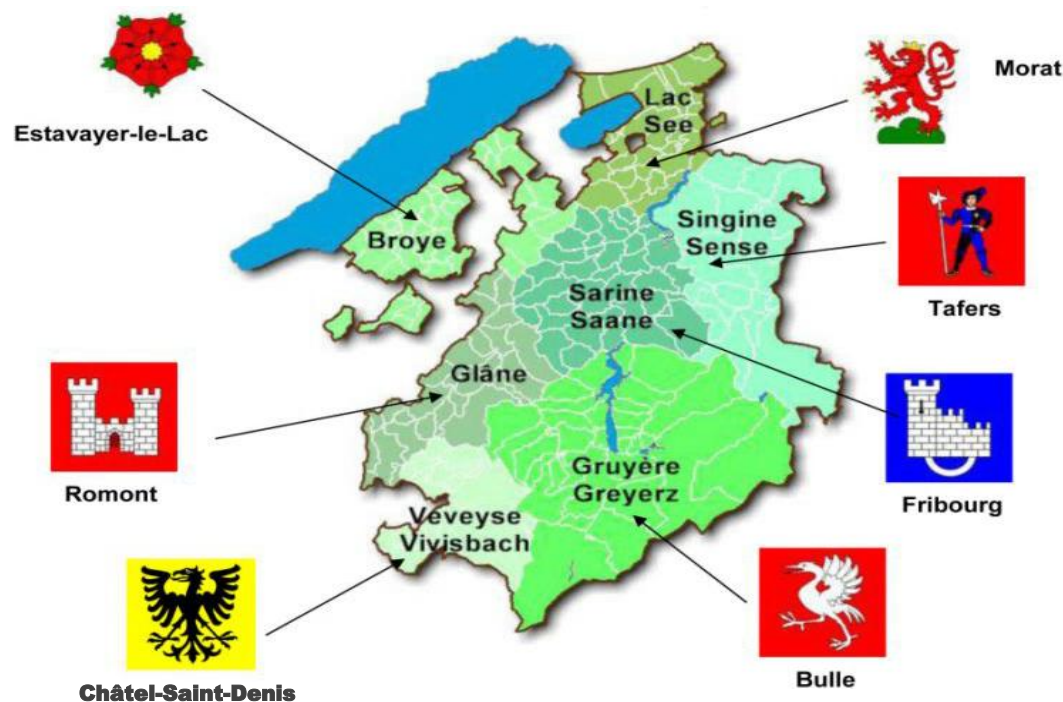 Morat
Estavayer-le-Lac
Lac
See
Singine
Sense
Broye
Tafers
Sarine
Saane
Glâne
Romont
Gruyère
Greyerz
Fribourg
Veveyse
Vivisbach
Bulle
Châtel-Saint-Denis